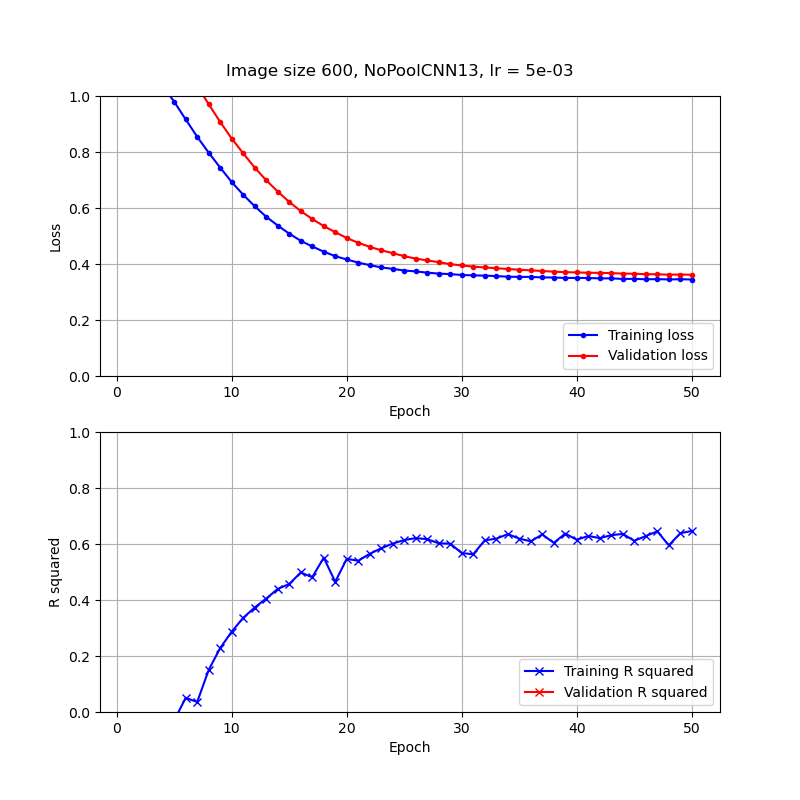 Image size 600, NoPoolCNN13, lr = 5e-03
1.0
0.8
0.6
0.4
0.2
0.0
Loss
Training loss
Validation loss
0 10 20 30 40 50
Epoch
1.0
0.8
0.6
0.4
0.2
0.0
R squared
Training R squared
Validation R squared
0 10 20 30 40 50
Epoch